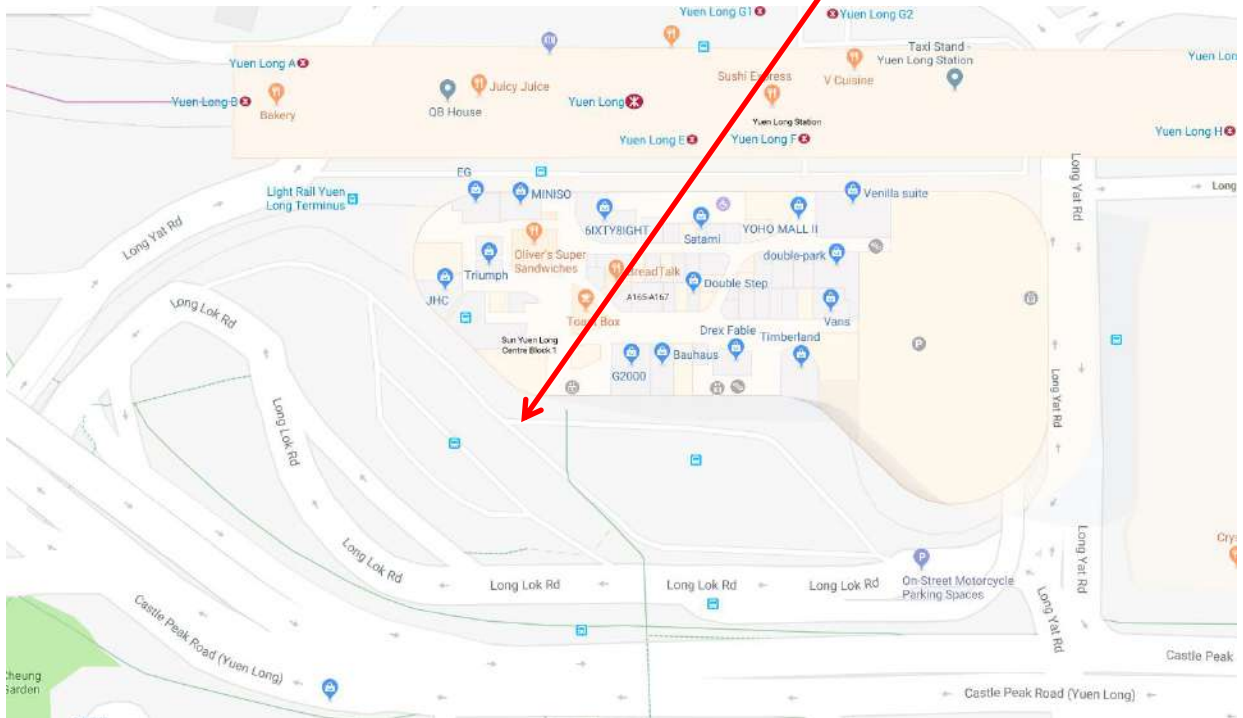 Yuen Long G1
Yuen Long G2
Taxi Stand -
Yuen Long Station
Yuen Lon
Yuen Long A
Juicy Juice
Sushi Express
V Cuisine
Yuen Long B
Bakery
QB House
Yuen Long
Yuen Long Station
Yuen Long E
Yuen Long F
Yuen Long H
EG
MINISO
Light Rail Yuen
Long Terminus
Venilla suite
Long Yat Rd
Long
6IXTY8IGHT
Satami
YOHO MALL II
Long Yat Rd
Oliver's Super
Sandwiches
double-park
Triumph
BreadTalk
Double Step
JHC
A165-A167
Long Lok Rd
Toast Box
Vans
Sun Yuen Long
Centre Block 1
Drex Fable
Timberland
Bauhaus
G2000
P
Long Yat Rd
Long Lok Rd
Long Lok Rd
Long Lok Rd
Long Lok Rd
Long Lok Rd
P
On-Street Motorcycle
Parking Spaces
Long Yat Rd
Long Yat Rd
Crys
Castle Peak Road (Yuen Long)
Castle Peak
Cheung
Garden
Castle Peak Road (Yuen Long)